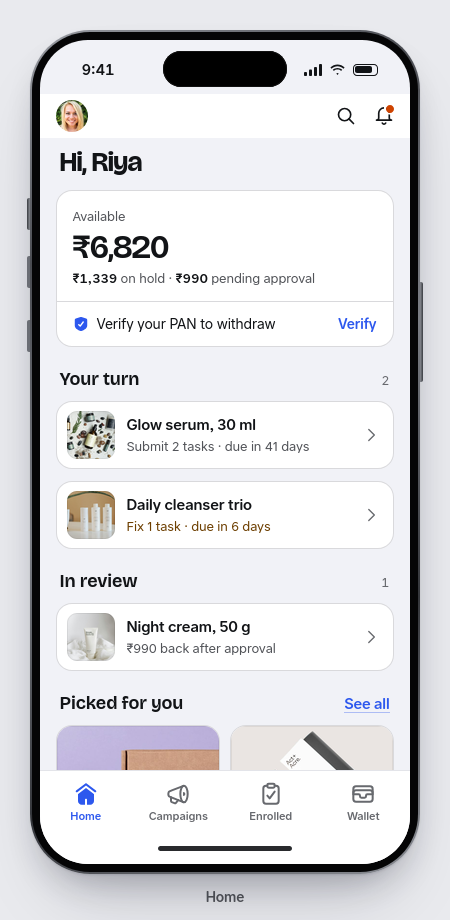 9:41
Hi, Riya
Available
₹6,820
₹1,339 on hold · ₹990 pending approval
Verify your PAN to withdraw
Verify
Your turn
2
Glow serum, 30 ml
Submit 2 tasks · due in 41 days
Daily cleanser trio
Fix 1 task · due in 6 days
In review
1
Night cream, 50 g
₹990 back after approval
Picked for you
See all
Act+
Acre.
Home
Campaigns
Enrolled
Wallet
Home